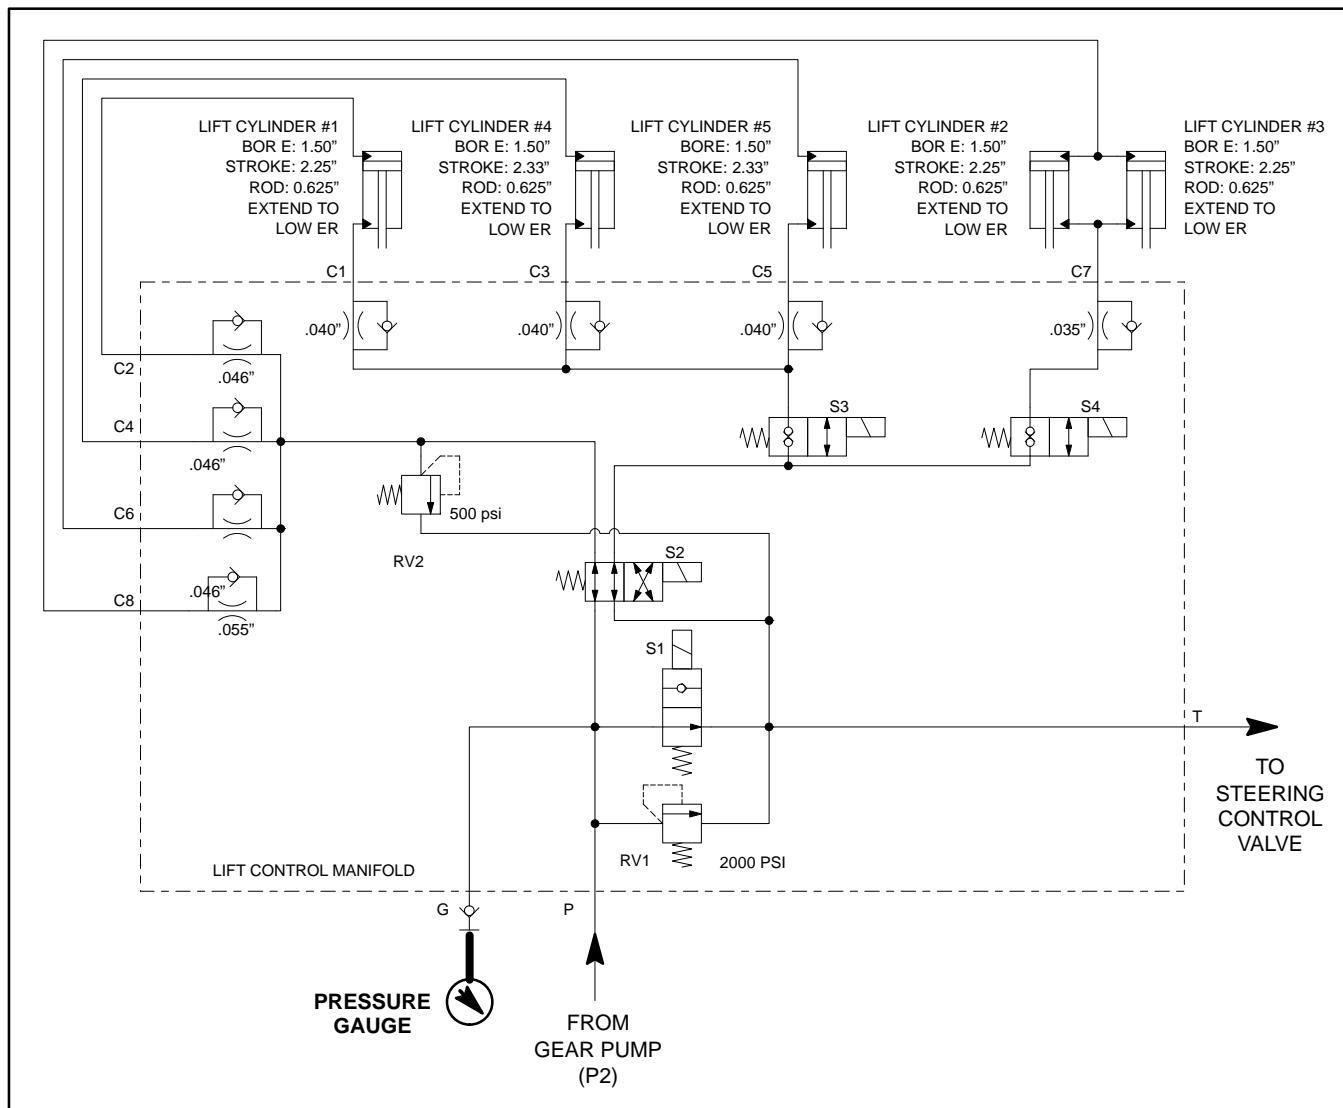 LIFT CYLINDER #1
BOR E: 1.50”
STROKE: 2.25”
ROD: 0.625”
EXTEND TO
LOW ER
LIFT CYLINDER #4
BOR E: 1.50”
STROKE: 2.33”
ROD: 0.625”
EXTEND TO
LOW ER
LIFT CYLINDER #5
BOR E: 1.50”
STROKE: 2.33”
ROD: 0.625”
EXTEND TO
LOW ER
LIFT CYLINDER #2
BOR E: 1.50”
STROKE: 2.25”
ROD: 0.625”
EXTEND TO
LOW ER
LIFT CYLINDER #3
BOR E: 1.50”
STROKE: 2.25”
ROD: 0.625”
EXTEND TO
LOW ER
C1
C3
C5
C7
.040”
.040”
.040”
.035”
C2
.046”
C4
.046”
C6
.046”
C8
.055”
S3
S4
500 psi
RV2
S2
S1
T
TO
STEERING
CONTROL
VALVE
RV1
2000 PSI
LIFT CONTROL MANIFOLD
G
P
PRESSURE
GAUGE
FROM
GEAR PUMP
(P2)